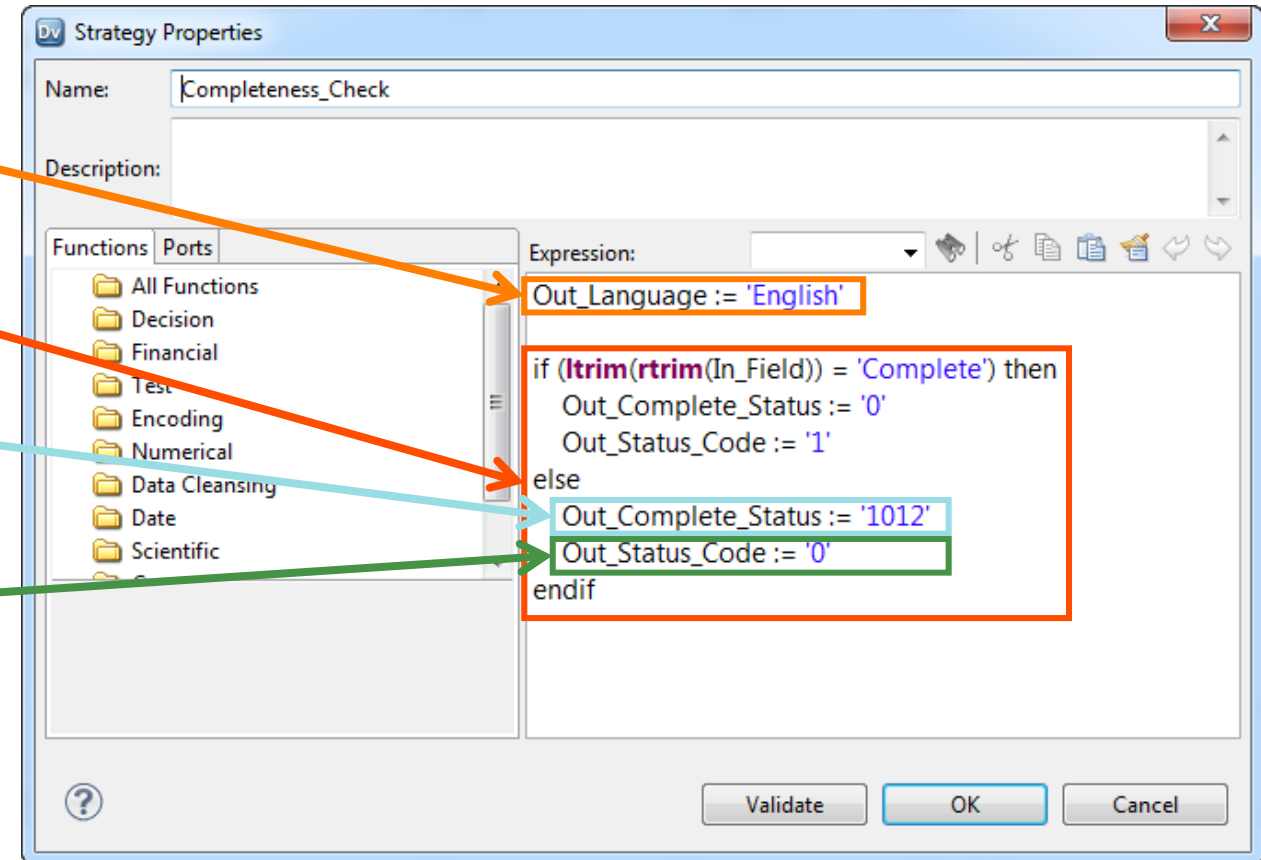 Dv Strategy Properties
Name: Completeness_Check
Description:
Functions Ports
All Functions
Decision
Financial
Test
Encoding
Numerical
Data Cleansing
Date
Scientific
Expression:
Out_Language := 'English'
if (ltrim(rtrim(In_Field)) = 'Complete') then
Out_Complete_Status := '0'
Out_Status_Code := '1'
else
Out_Complete_Status := '1012'
Out_Status_Code := '0'
endif
? Validate OK Cancel